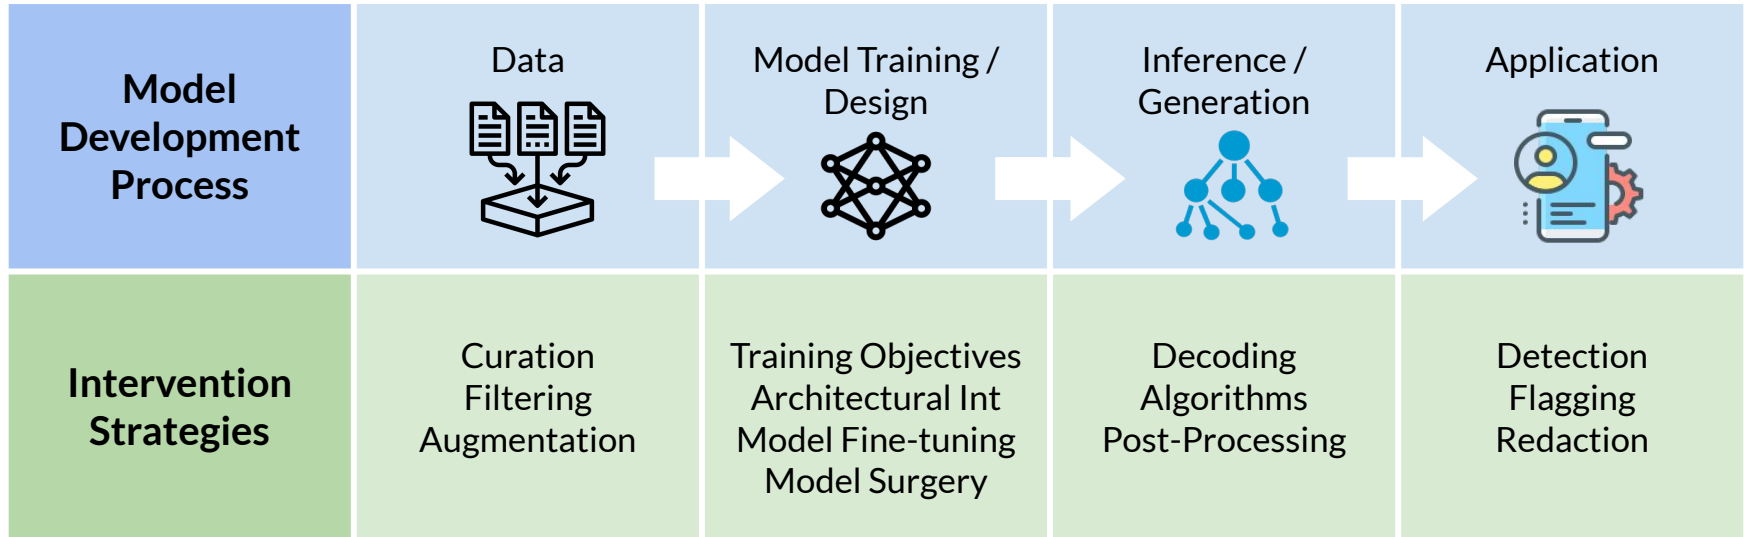 Model
Development
Process
Data
Model Training /
Design
Inference /
Generation
Application
Intervention
Strategies
Curation
Filtering
Augmentation
Training Objectives
Architectural Int
Model Fine-tuning
Model Surgery
Decoding
Algorithms
Post-Processing
Detection
Flagging
Redaction